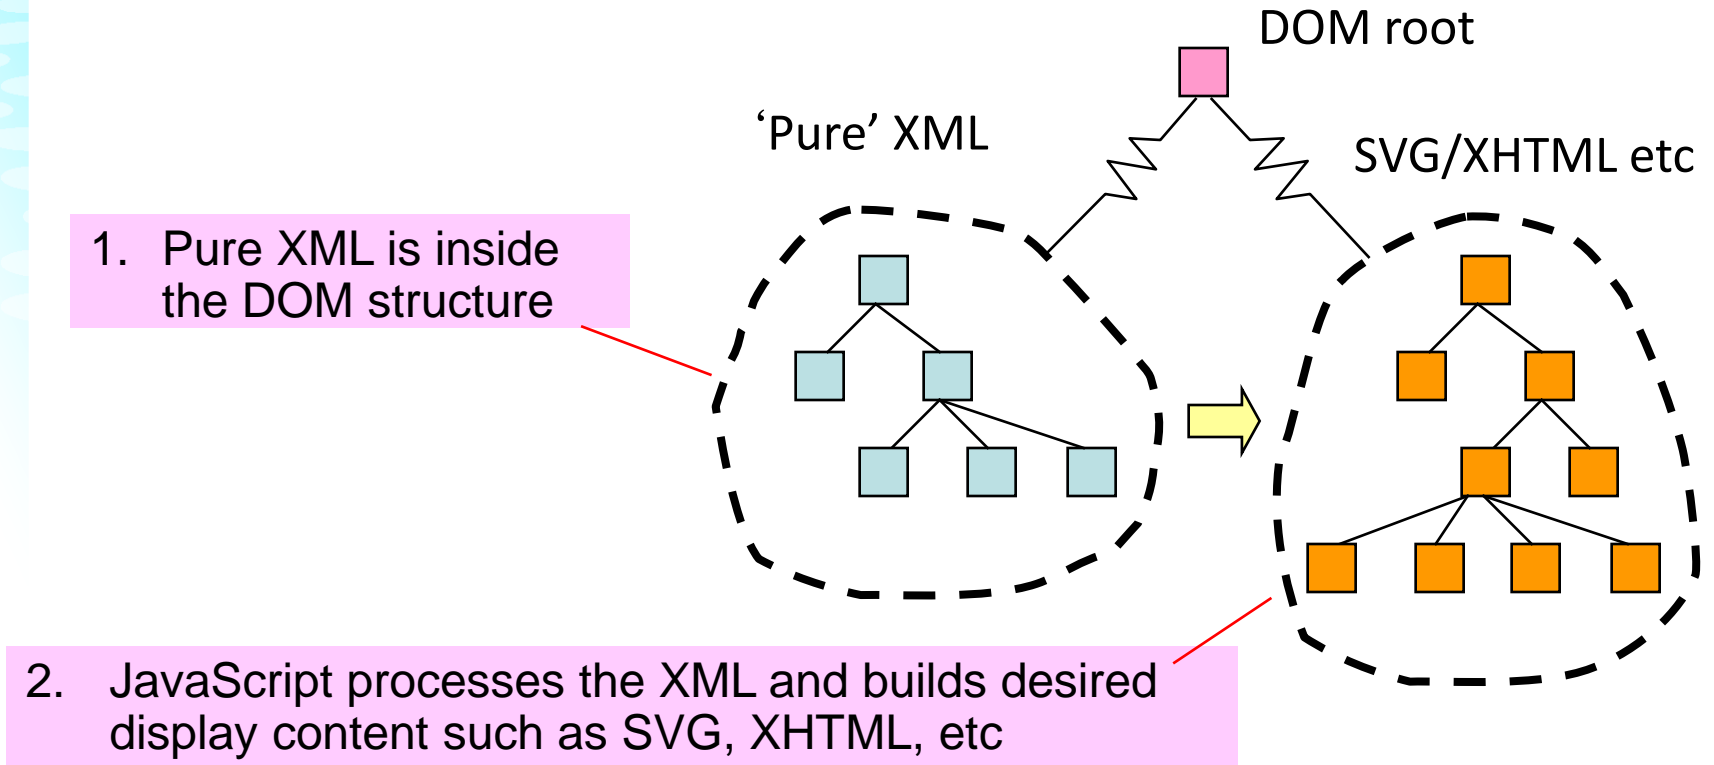 DOM root
‘Pure’ XML
SVG/XHTML etc
1. Pure XML is inside
the DOM structure
2. JavaScript processes the XML and builds desired
display content such as SVG, XHTML, etc